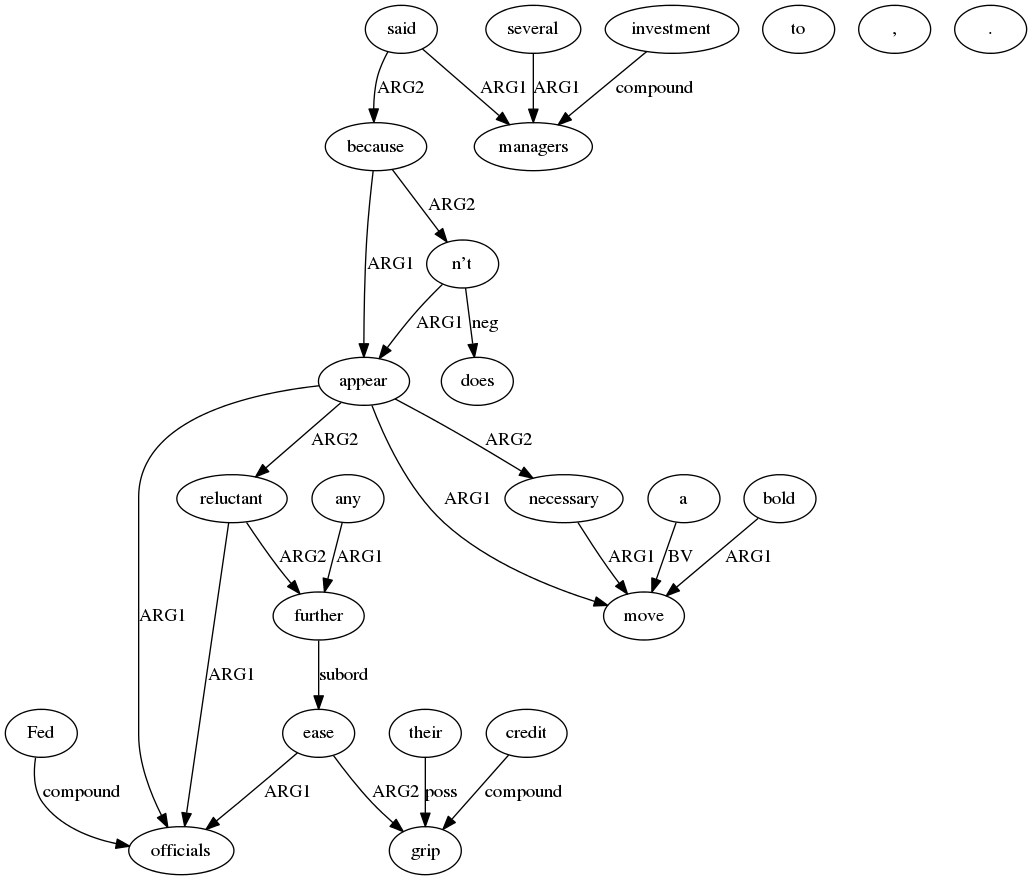 said several investment to , .
ARG2 ARG1 ARG1 compound
because managers
ARG2
n't
ARG1
ARG1 neg
appear does
ARG2 ARG2
reluctant any ARG1 necessary a bold
ARG2 ARG1 ARG1 BV ARG1
further move
ARG1
ARG1 subord
Fed ease their credit
compound ARG1 ARG2 poss compound
officials grip